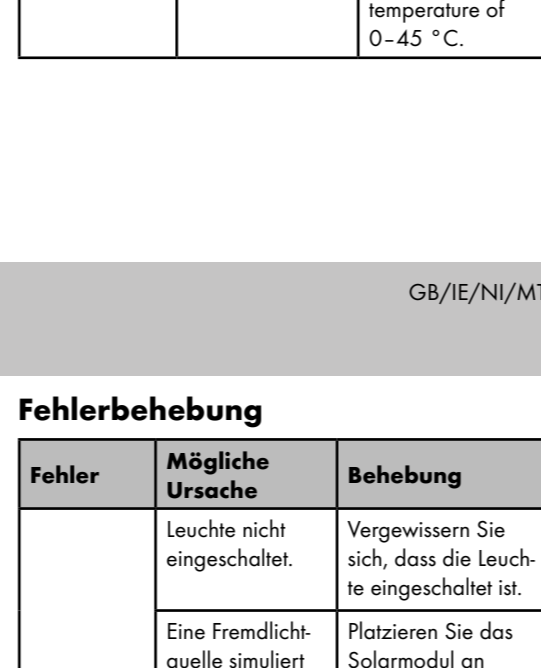 temperature of
0–45 °C.
GB/IE/NI/MT
Fehlerbehebung
Fehler
Mögliche
Ursache
Behebung
Leuchte nicht
eingeschaltet.
Vergewissern Sie
sich, dass die Leuch-
te eingeschaltet ist.
Eine Fremdlicht-
quelle simuliert
Platzieren Sie das
Solarmodul an